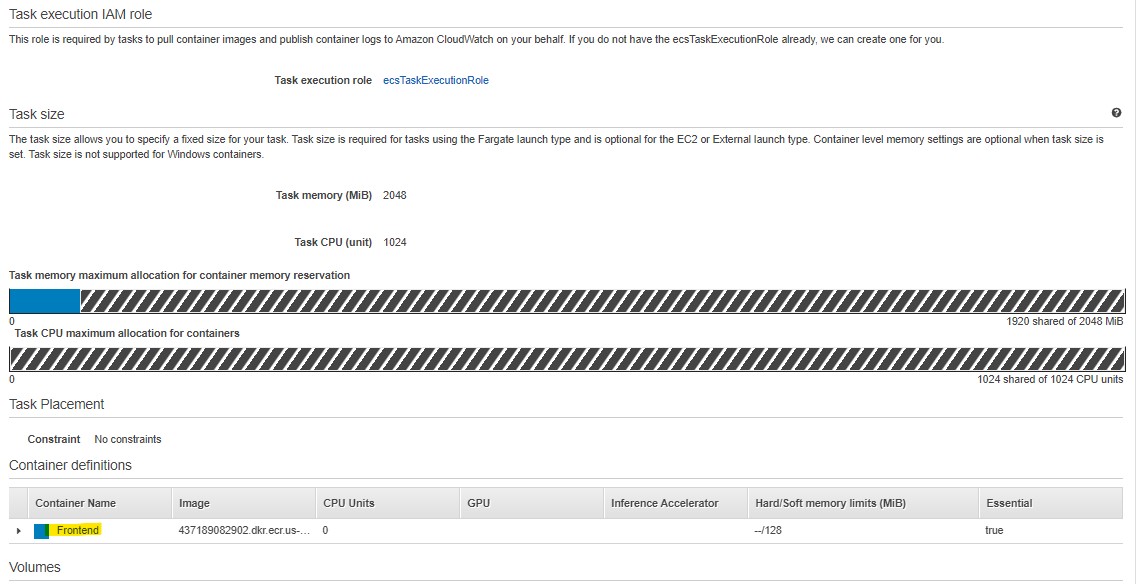 Task execution IAM role
This role is required by tasks to pull container images and publish container logs to Amazon CloudWatch on your behalf. If you do not have the ecsTaskExecutionRole already, we can create one for you.
Task execution role ecsTaskExecutionRole
Task size
The task size allows you to specify a fixed size for your task. Task size is required for tasks using the Fargate launch type and is optional for the EC2 or External launch type. Container level memory settings are optional when task size is
set. Task size is not supported for Windows containers.
Task memory (MiB) 2048
Task CPU (unit) 1024
Task memory maximum allocation for container memory reservation
0 1920 shared of 2048 MiB
Task CPU maximum allocation for containers
0 1024 shared of 1024 CPU units
Task Placement
Constraint No constraints
Container definitions
Container Name Image CPU Units GPU Inference Accelerator Hard/Soft memory limits (MiB) Essential
Frontend 437189082902.dkr.ecr.us-... 0 --/128 true
Volumes